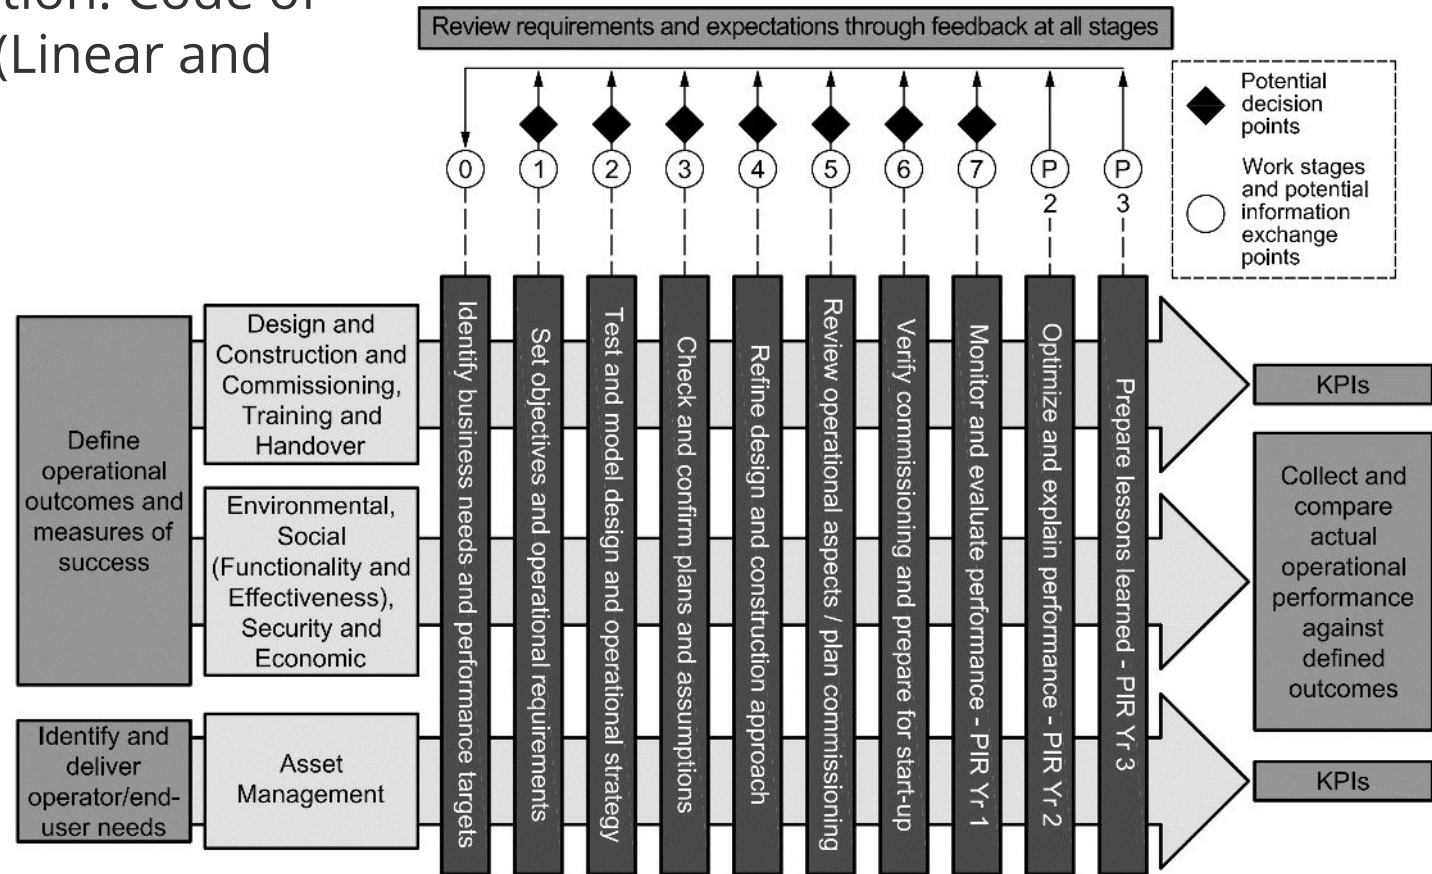 tion: Code of
(Linear and
Review requirements and expectations through feedback at all stages
Potential
decision
points
Work stages
and potential
information
exchange
points
0
1
2
3
4
5
6
7
P
2
P
3
Define
operational
outcomes and
measures of
success
Identify and
deliver
operator/end-
user needs
Design and
Construction and
Commissioning,
Training and
Handover
Environmental,
Social
(Functionality and
Effectiveness),
Security and
Economic
Asset
Management
Identify business needs and performance targets
Set objectives and operational requirements
Test and model design and operational strategy
Check and confirm plans and assumptions
Refine design and construction approach
Review operational aspects / plan commissioning
Verify commissioning and prepare for start-up
Monitor and evaluate performance - PIR Yr 1
Optimize and explain performance - PIR Yr 2
Prepare lessons learned - PIR Yr 3
KPIs
Collect and
compare
actual
operational
performance
against
defined
outcomes
KPIs